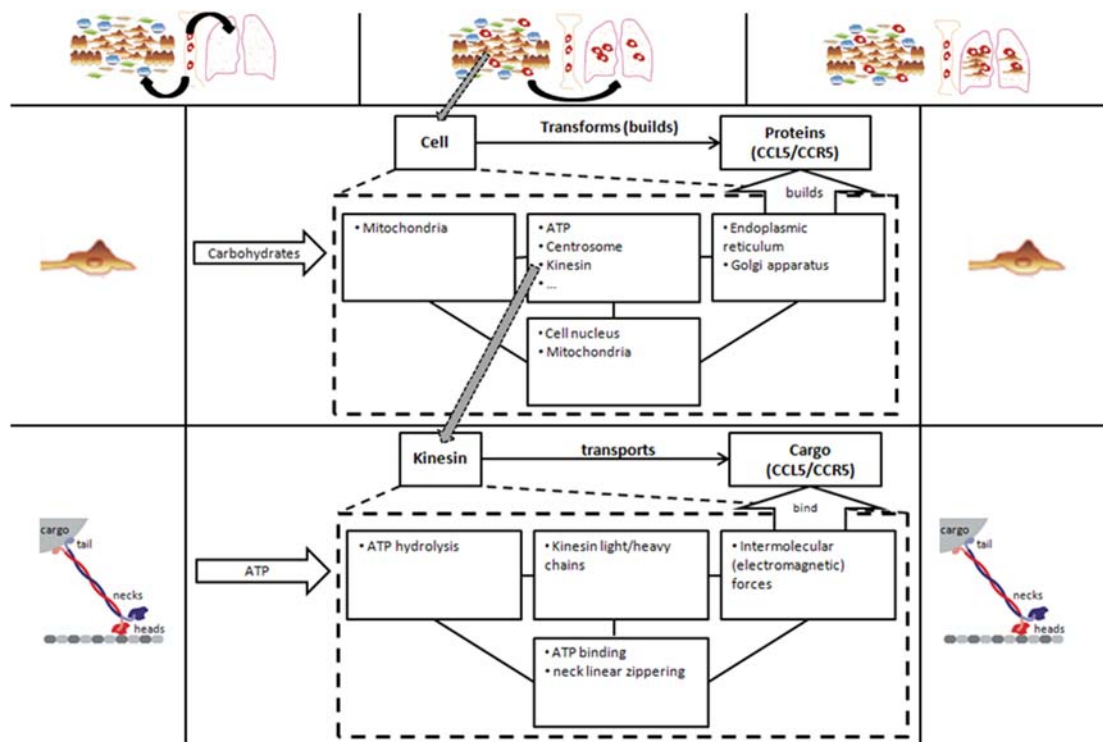 Cell
Transforms (builds)
Proteins
(CCL5/CCR5)
builds
Carbohydrates
• Mitochondria
• ATP
• Centrosome
• Kinesin
• ...
• Endoplasmic
reticulum
• Golgi apparatus
• Cell nucleus
• Mitochondria
Kinesin
transports
Cargo
(CCL5/CCR5)
bind
cargo
tail
necks
heads
ATP
• ATP hydrolysis
• Kinesin light/heavy
chains
• Intermolecular
(electromagnetic)
forces
• ATP binding
• neck linear zippering
cargo
tail
necks
heads